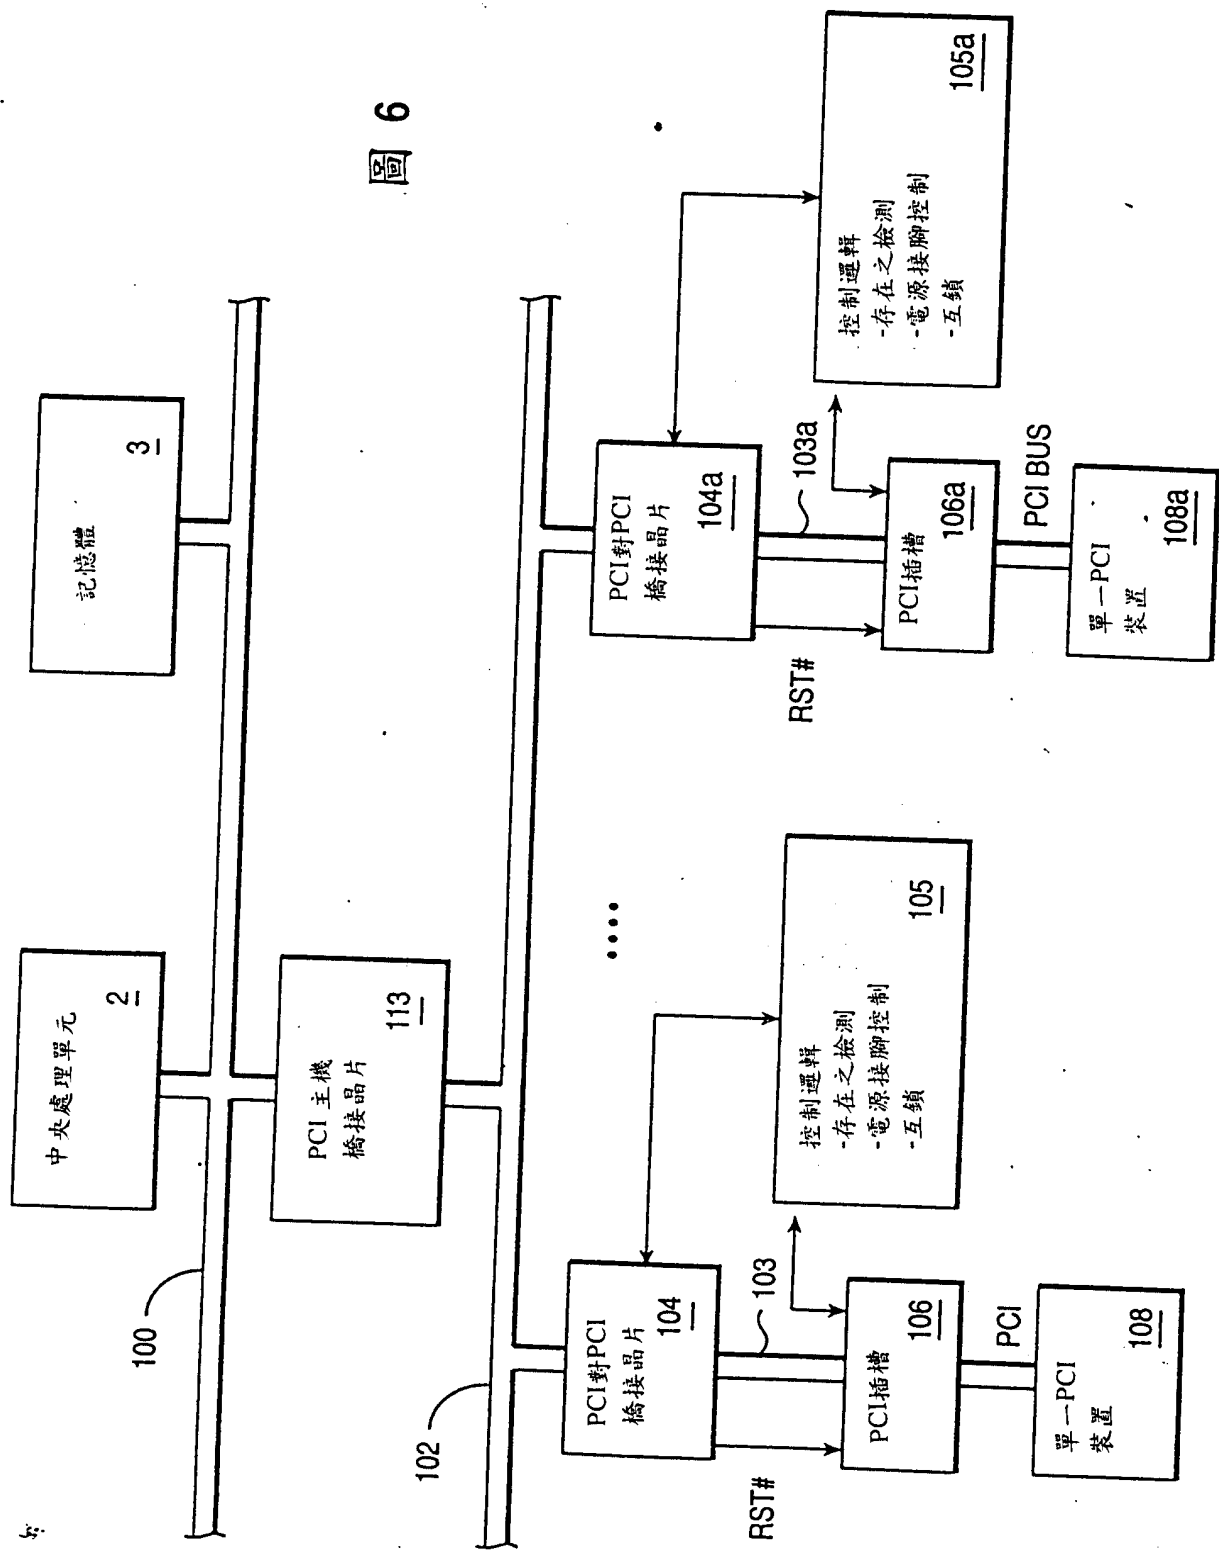 中央處理單元
2
記憶體
3
100
PCI 主機
橋接晶片
113
102
圖 6
PCI對PCI
橋接晶片
104
103
RST#
控制邏輯
-存在之檢測
-電源接腳控制
-互鎖
105
PCI插槽
106
PCI
單一PCI
裝置
108
PCI對PCI
橋接晶片
104a
103a
RST#
控制邏輯
-存在之檢測
-電源接腳控制
-互鎖
105a
PCI插槽
106a
PCI BUS
單一PCI
裝置
108a